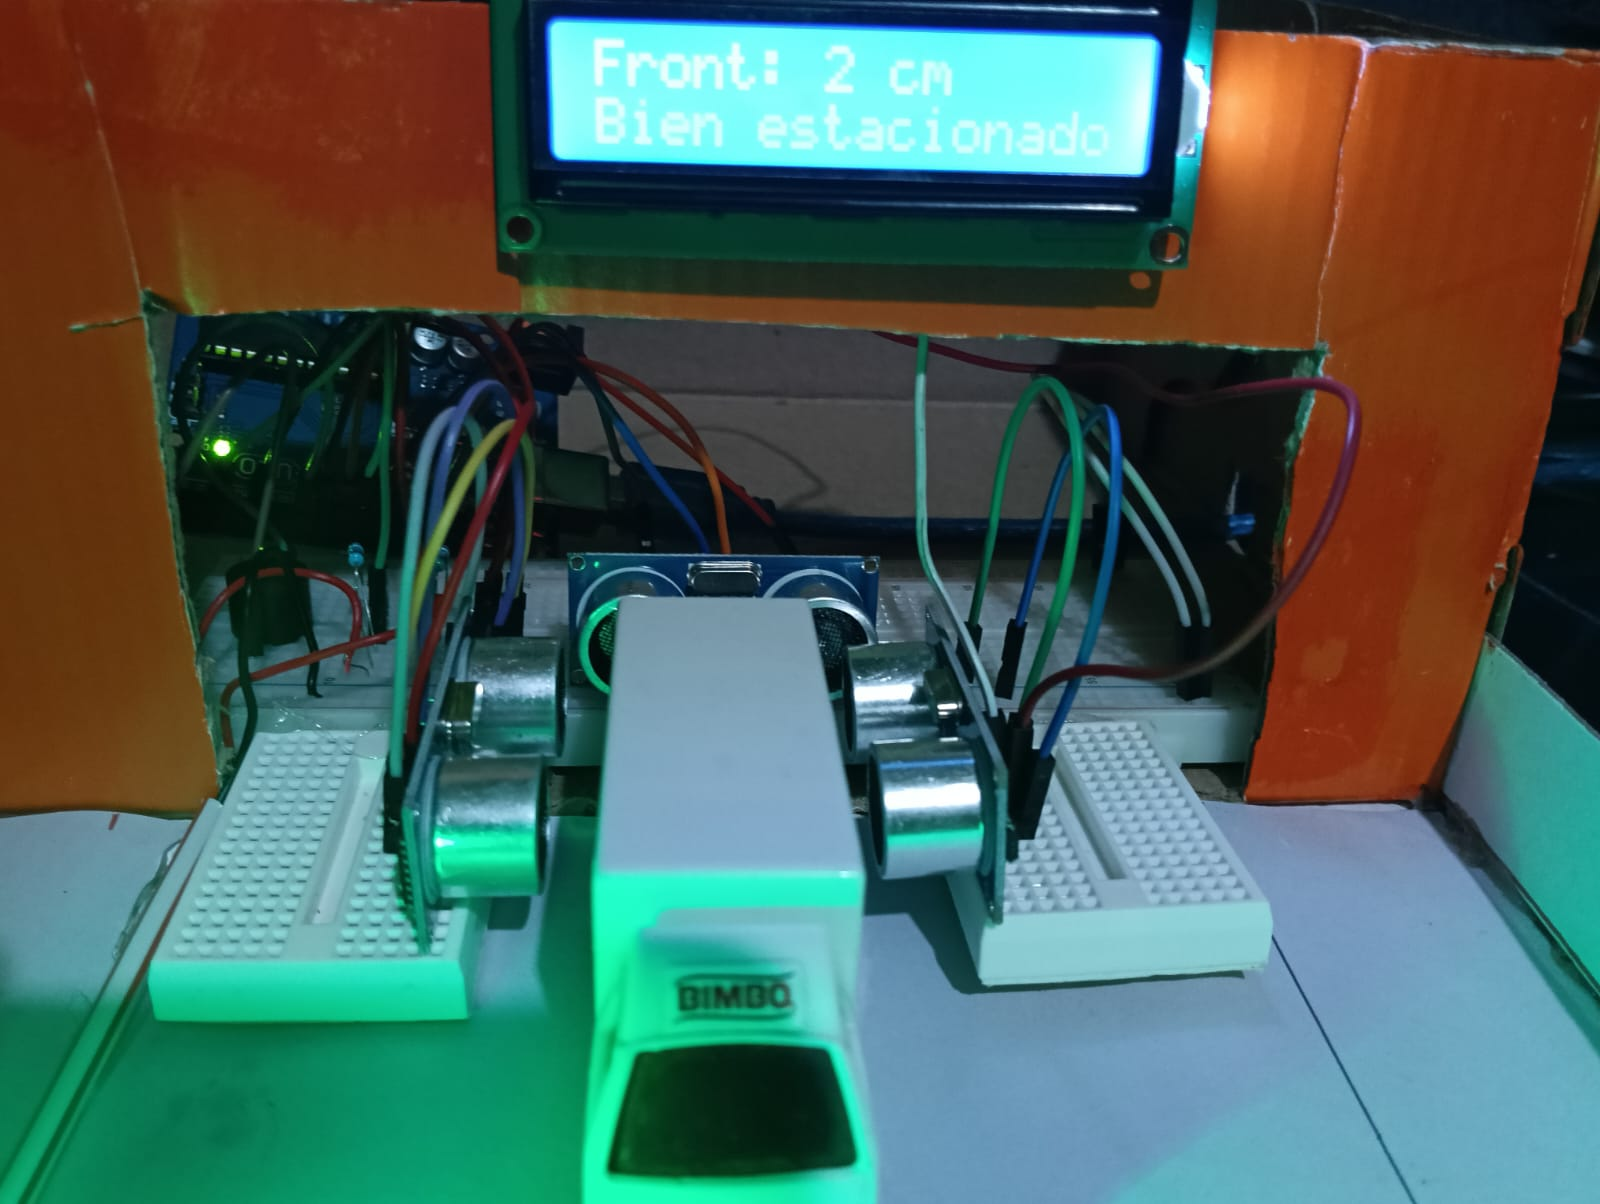 Front: 2 cm
Bien estacionado
BIMBO